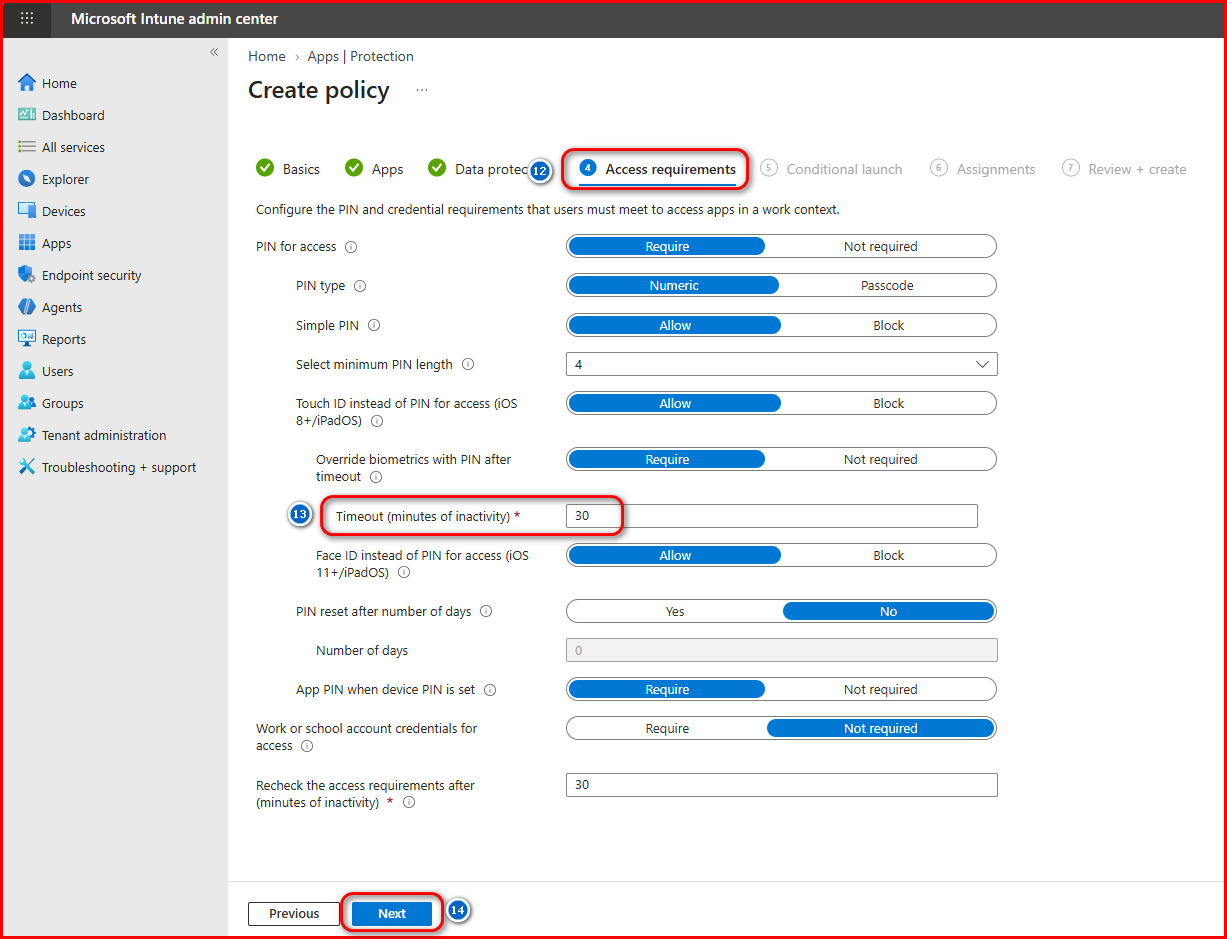 Microsoft Intune admin center
«
Home
Dashboard
All services
Explorer
Devices
Apps
Endpoint security
Agents
Reports
Users
Groups
Tenant administration
Troubleshooting + support
Home › Apps | Protection
Create policy ...
Basics Apps Data protec 12 4 Access requirements 5 Conditional launch 6 Assignments 7 Review + create
Configure the PIN and credential requirements that users must meet to access apps in a work context.
PIN for access Require Not required
PIN type Numeric Passcode
Simple PIN Allow Block
Select minimum PIN length 4
Touch ID instead of PIN for access (iOS
8+/iPadOS) Allow Block
Override biometrics with PIN after
timeout Require Not required
13 Timeout (minutes of inactivity) * 30
Face ID instead of PIN for access (iOS
11+/iPadOS) Allow Block
PIN reset after number of days Yes No
Number of days 0
App PIN when device PIN is set Require Not required
Work or school account credentials for
access Require Not required
Recheck the access requirements after
(minutes of inactivity) * 30
Previous Next 14